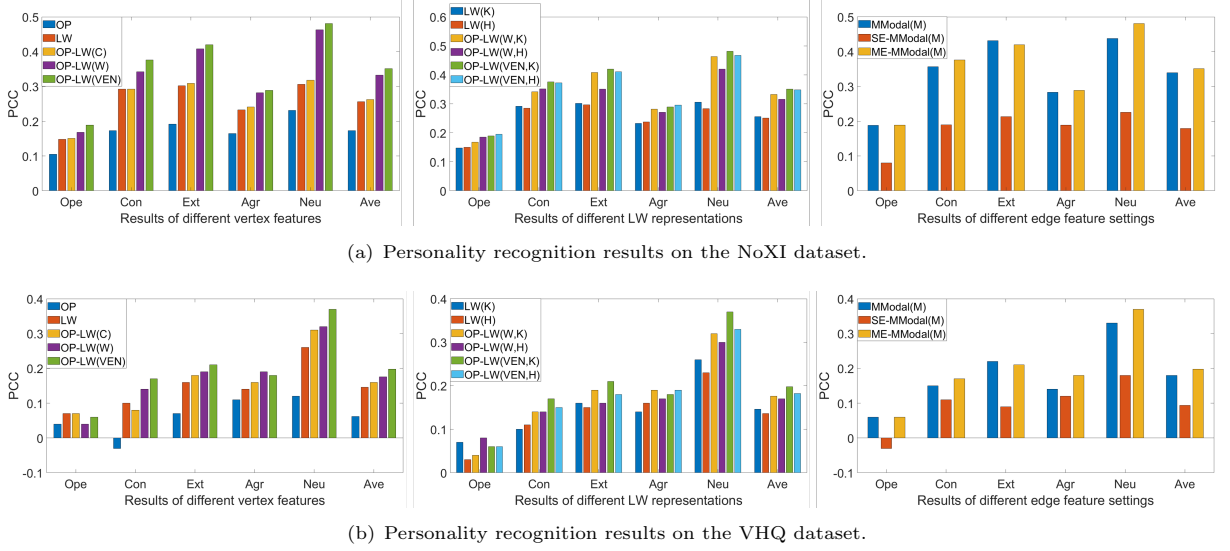 0.5
0.4
0.3
0.2
0.1
0
PCC
OP
LW
OP-LW(C)
OP-LW(W)
OP-LW(VEN)
Ope Con Ext Agr Neu Ave
Results of different vertex features
0.6
0.5
0.4
0.3
0.2
0.1
0
PCC
LW(K)
LW(H)
OP-LW(W,K)
OP-LW(W,H)
OP-LW(VEN,K)
OP-LW(VEN,H)
Ope Con Ext Agr Neu Ave
Results of different LW representations
0.5
0.4
0.3
0.2
0.1
0
PCC
MModal(M)
SE-MModal(M)
ME-MModal(M)
Ope Con Ext Agr Neu Ave
Results of different edge feature settings
(a) Personality recognition results on the NoXI dataset.
0.4
0.3
0.2
0.1
0
-0.1
PCC
OP
LW
OP-LW(C)
OP-LW(W)
OP-LW(VEN)
Ope Con Ext Agr Neu Ave
Results of different vertex features
0.4
0.3
0.2
0.1
0
PCC
LW(K)
LW(H)
OP-LW(W,K)
OP-LW(W,H)
OP-LW(VEN,K)
OP-LW(VEN,H)
Ope Con Ext Agr Neu Ave
Results of different LW representations
0.4
0.3
0.2
0.1
0
-0.1
PCC
MModal(M)
SE-MModal(M)
ME-MModal(M)
Ope Con Ext Agr Neu Ave
Results of different edge feature settings
(b) Personality recognition results on the VHQ dataset.